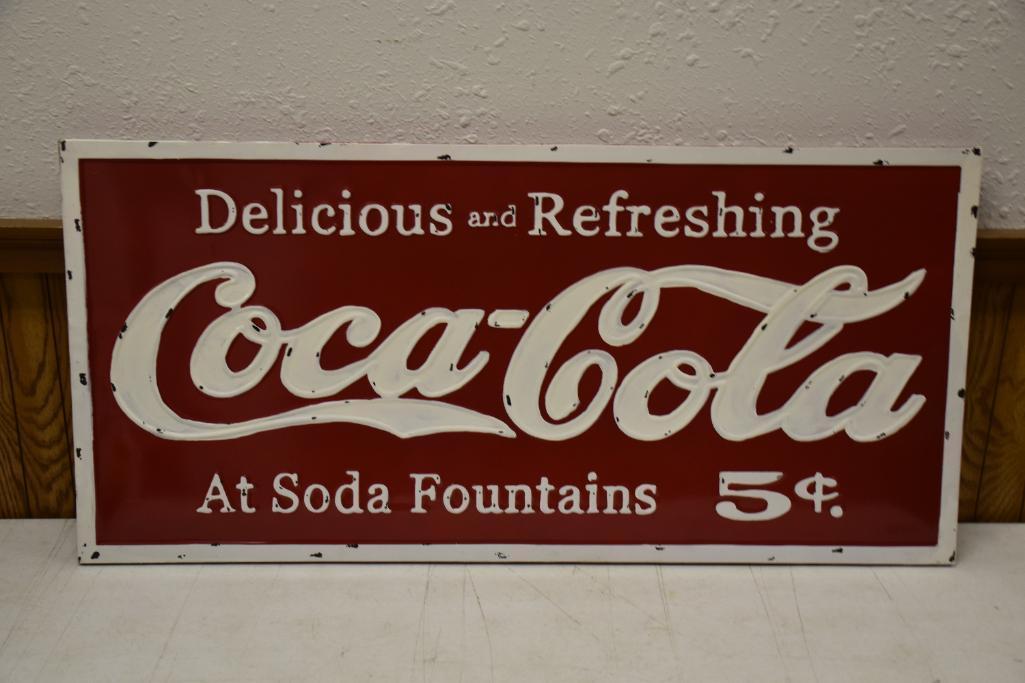 Delicious and Refreshing
Coca-Cola
At Soda Fountains 5¢.